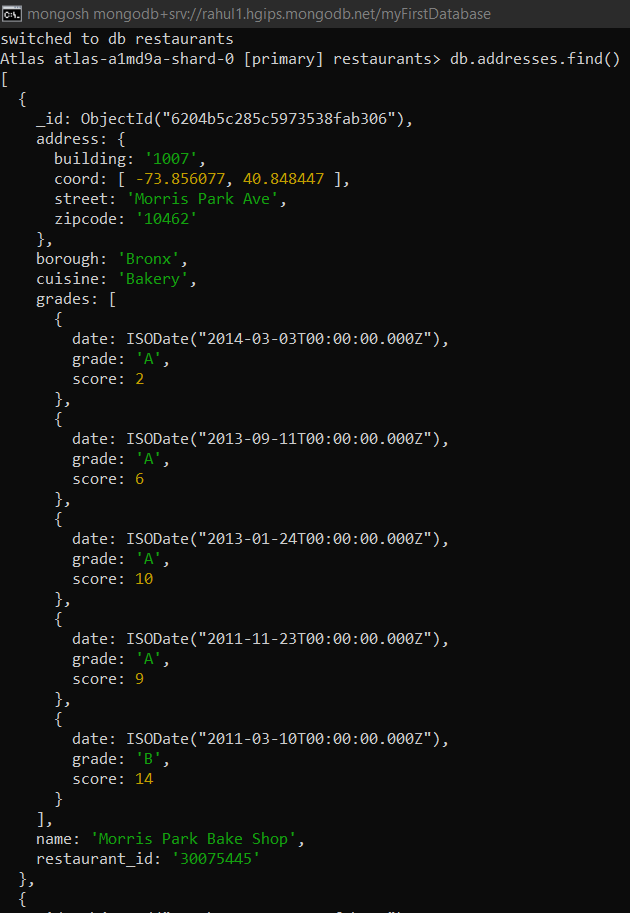 mongosh mongodb+srv://rahul1.hgips.mongodb.net/myFirstDatabase
switched to db restaurants
Atlas atlas-a1md9a-shard-0 [primary] restaurants> db.addresses.find()
[
  {
    _id: ObjectId("6204b5c285c5973538fab306"),
    address: {
      building: '1007',
      coord: [ -73.856077, 40.848447 ],
      street: 'Morris Park Ave',
      zipcode: '10462'
    },
    borough: 'Bronx',
    cuisine: 'Bakery',
    grades: [
      {
        date: ISODate("2014-03-03T00:00:00.000Z"),
        grade: 'A',
        score: 2
      },
      {
        date: ISODate("2013-09-11T00:00:00.000Z"),
        grade: 'A',
        score: 6
      },
      {
        date: ISODate("2013-01-24T00:00:00.000Z"),
        grade: 'A',
        score: 10
      },
      {
        date: ISODate("2011-11-23T00:00:00.000Z"),
        grade: 'A',
        score: 9
      },
      {
        date: ISODate("2011-03-10T00:00:00.000Z"),
        grade: 'B',
        score: 14
      }
    ],
    name: 'Morris Park Bake Shop',
    restaurant_id: '30075445'
  },
  {